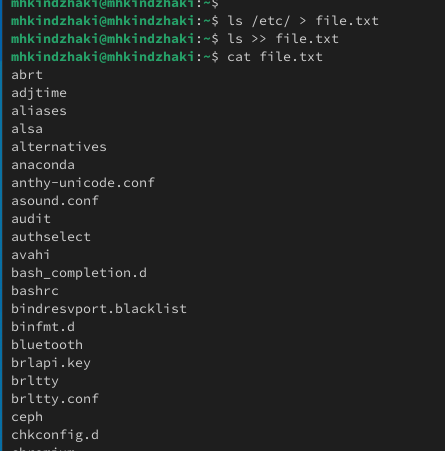 mhkindzhaki@mhkindzhaki:~$
mhkindzhaki@mhkindzhaki:~$ ls /etc/ > file.txt
mhkindzhaki@mhkindzhaki:~$ ls >> file.txt
mhkindzhaki@mhkindzhaki:~$ cat file.txt
abrt
adjtime
aliases
alsa
alternatives
anaconda
anthy-unicode.conf
asound.conf
audit
authselect
avahi
bash_completion.d
bashrc
bindresvport.blacklist
binfmt.d
bluetooth
brlapi.key
brltty
brltty.conf
ceph
chkconfig.d